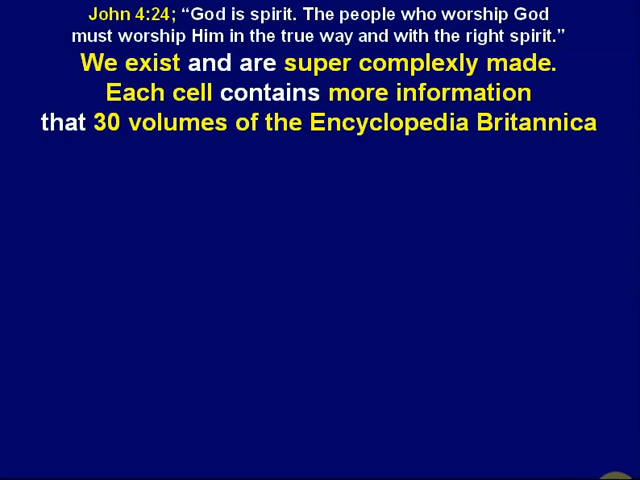 John 4:24; “God is spirit. The people who worship God
must worship Him in the true way and with the right spirit.”
We exist and are super complexly made.
Each cell contains more information
that 30 volumes of the Encyclopedia Britannica